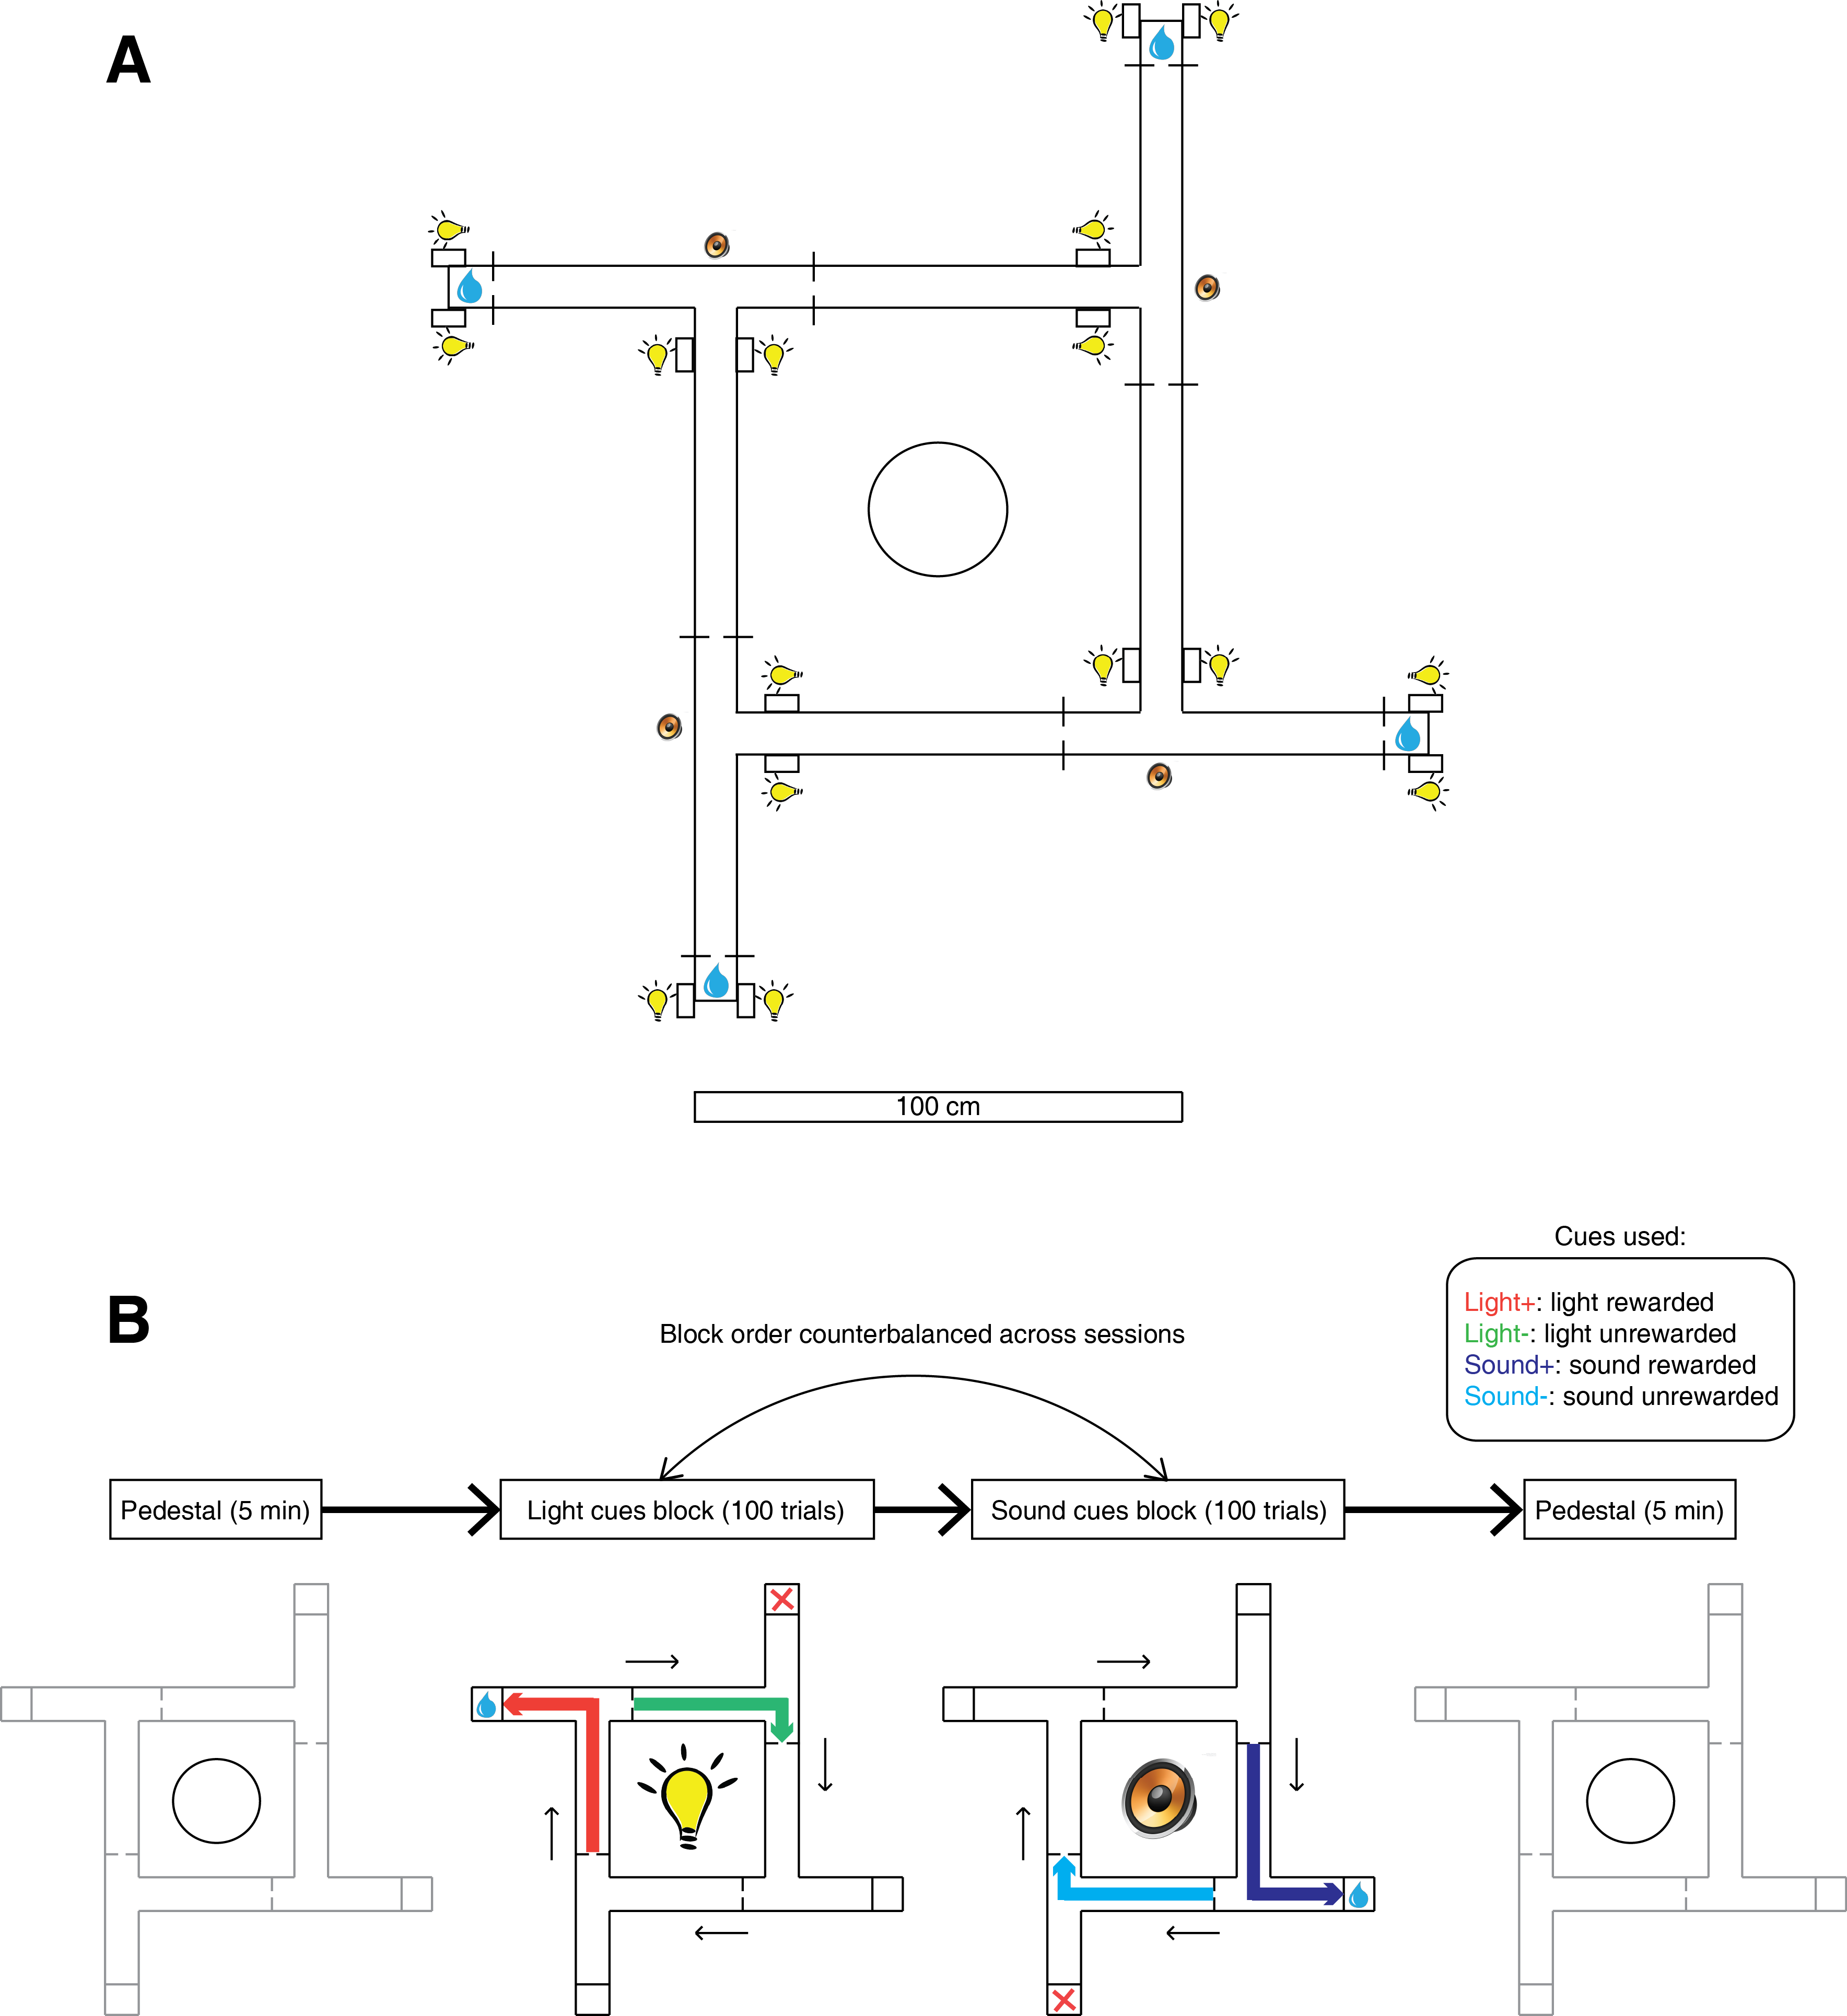 A
100 cm
B
Cues used:
Light+: light rewarded
Light-: light unrewarded
Sound+: sound rewarded
Sound-: sound unrewarded
Block order counterbalanced across sessions
Pedestal (5 min)
Light cues block (100 trials)
Sound cues block (100 trials)
Pedestal (5 min)